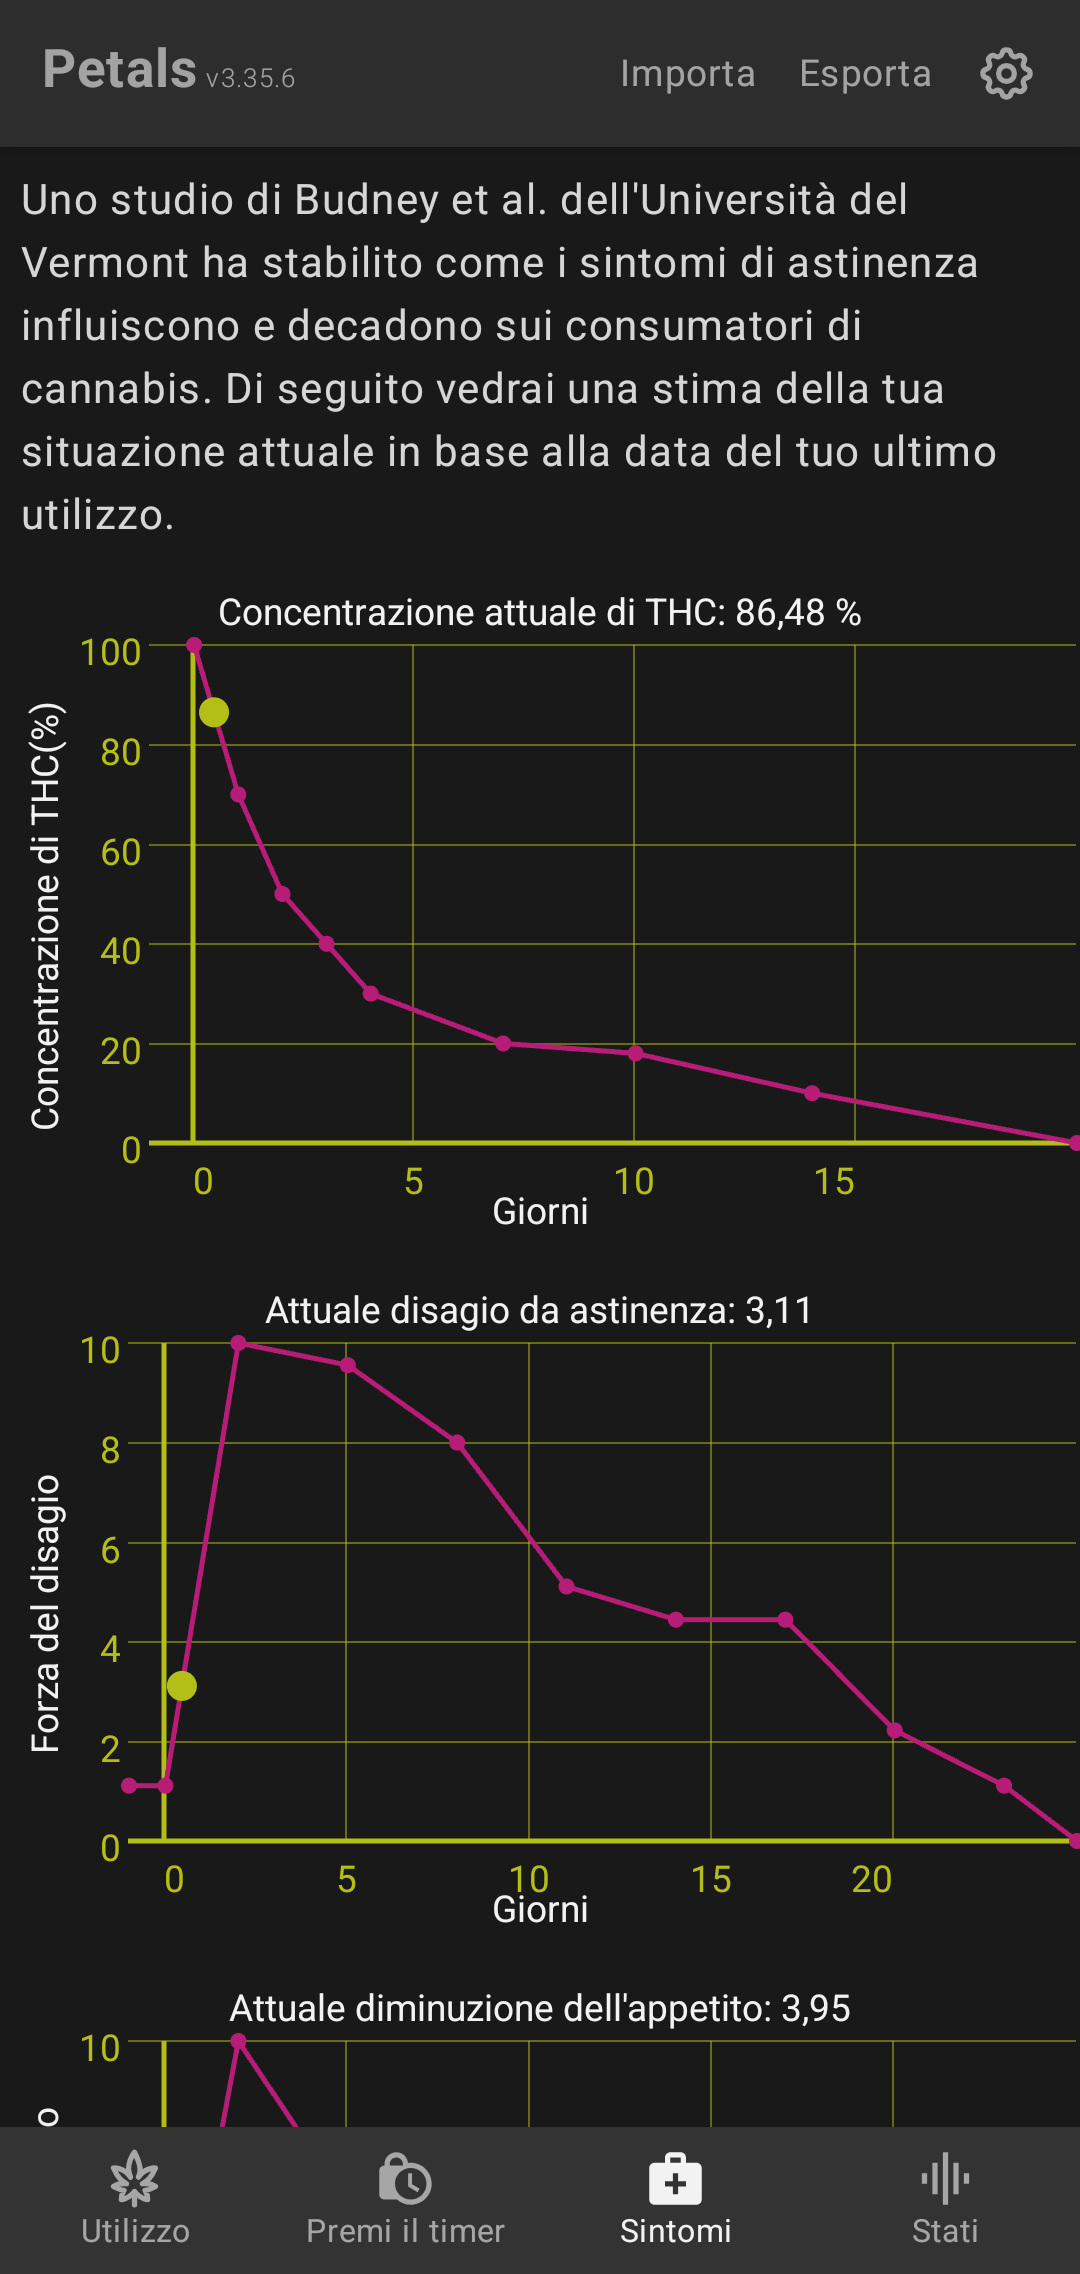 Petals v3.35.6 Importa Esporta
Uno studio di Budney et al. dell'Università del
Vermont ha stabilito come i sintomi di astinenza
influiscono e decadono sui consumatori di
cannabis. Di seguito vedrai una stima della tua
situazione attuale in base alla data del tuo ultimo
utilizzo.
Concentrazione attuale di THC: 86,48 %
Concentrazione di THC(%)
100
80
60
40
20
0
0 5 10 15
Giorni
Attuale disagio da astinenza: 3,11
Forza del disagio
10
8
6
4
2
0
0 5 10 15 20
Giorni
Attuale diminuzione dell'appetito: 3,95
10
o
Utilizzo Premi il timer Sintomi Stati